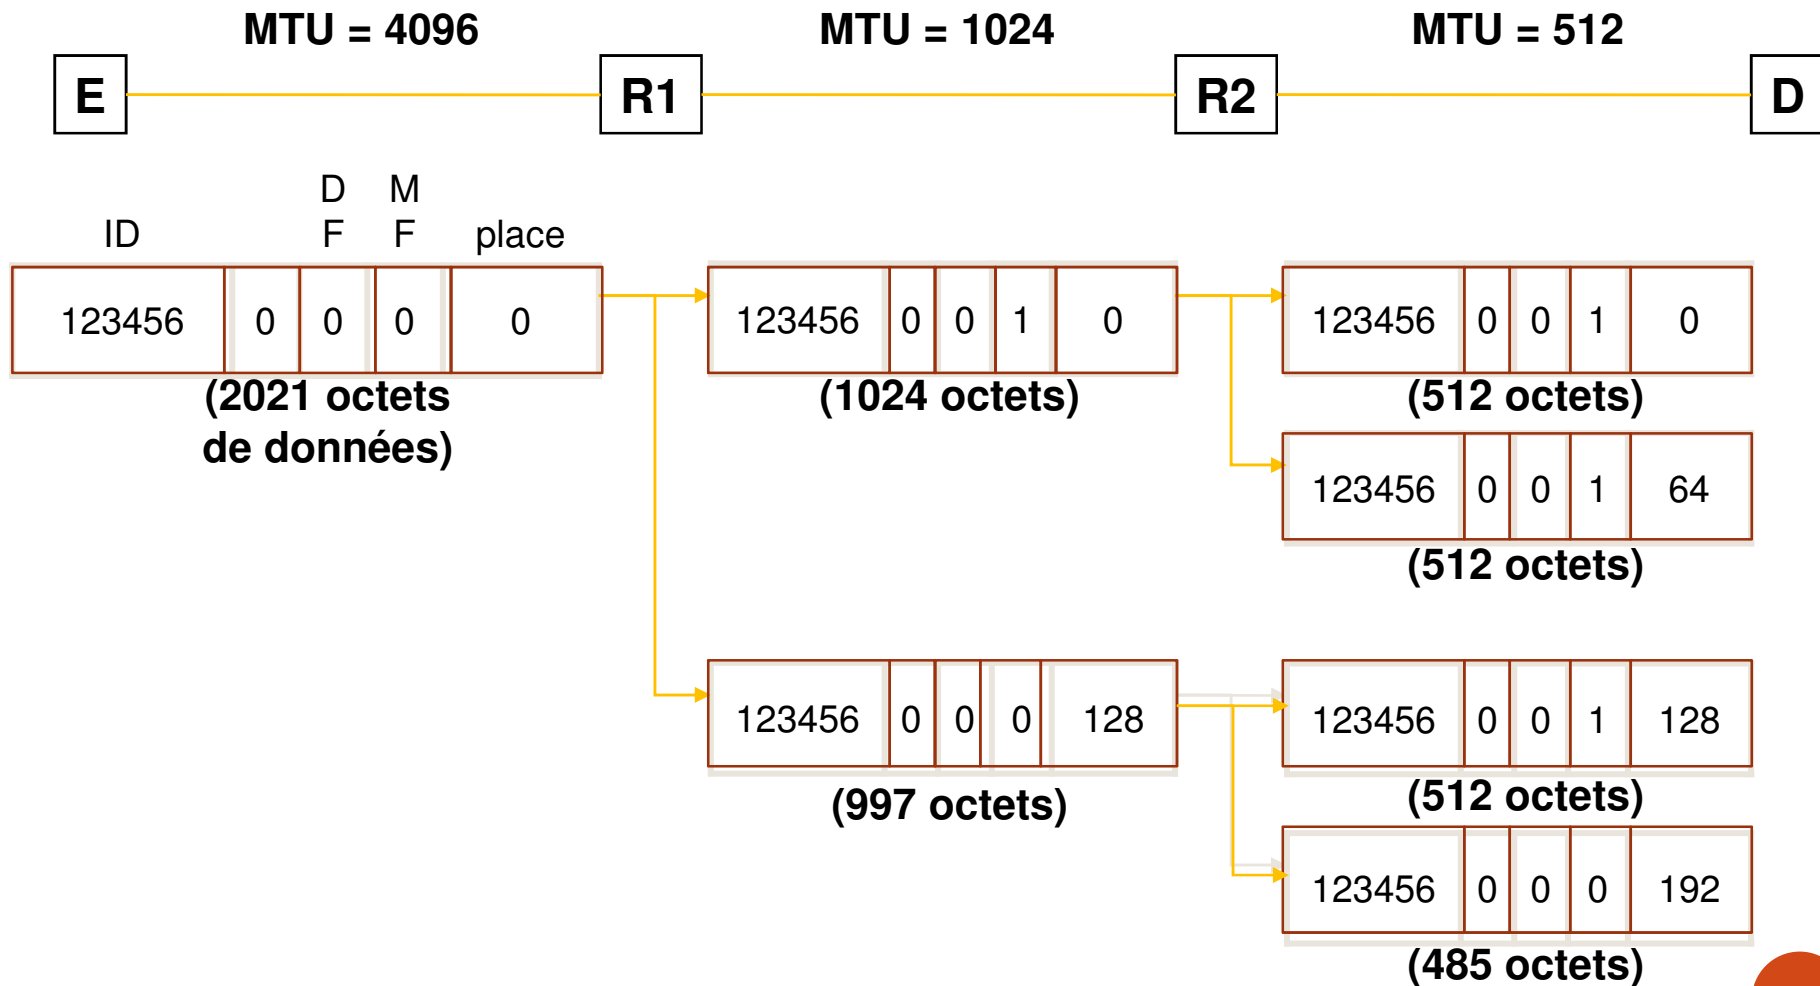 MTU = 4096 MTU = 1024 MTU = 512
E R1 R2 D
D M
ID F F place
123456 0 0 0 0
(2021 octets
de données)
123456 0 0 1 0
(1024 octets)
123456 0 0 1 0
(512 octets)
123456 0 0 1 64
(512 octets)
123456 0 0 0 128
(997 octets)
123456 0 0 1 128
(512 octets)
123456 0 0 0 192
(485 octets)